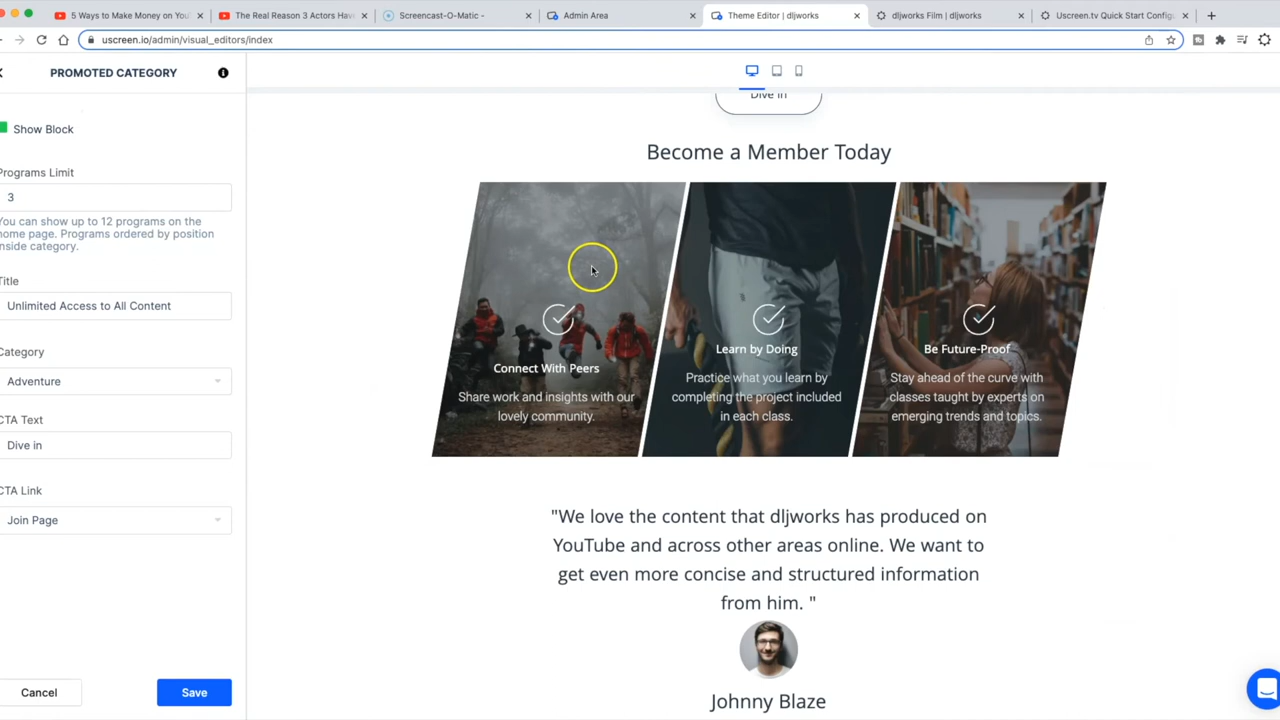 5 Ways to Make Money on You
The Real Reason 3 Actors Hav
Screencast-O-Matic -
Admin Area
Theme Editor | dljworks
dljworks Film | dljworks
Uscreen.tv Quick Start Config
uscreen.io/admin/visual_editors/index
PROMOTED CATEGORY
Show Block
Programs Limit
3
You can show up to 12 programs on the
home page. Programs ordered by position
inside category.
Title
Unlimited Access to All Content
Category
Adventure
CTA Text
Dive in
CTA Link
Join Page
Cancel
Save
Dive in
Become a Member Today
Connect With Peers
Share work and insights with our
lovely community.
Learn by Doing
Practice what you learn by
completing the project included
in each class.
Be Future-Proof
Stay ahead of the curve with
classes taught by experts on
emerging trends and topics.
"We love the content that dljworks has produced on
YouTube and across other areas online. We want to
get even more concise and structured information
from him. "
Johnny Blaze